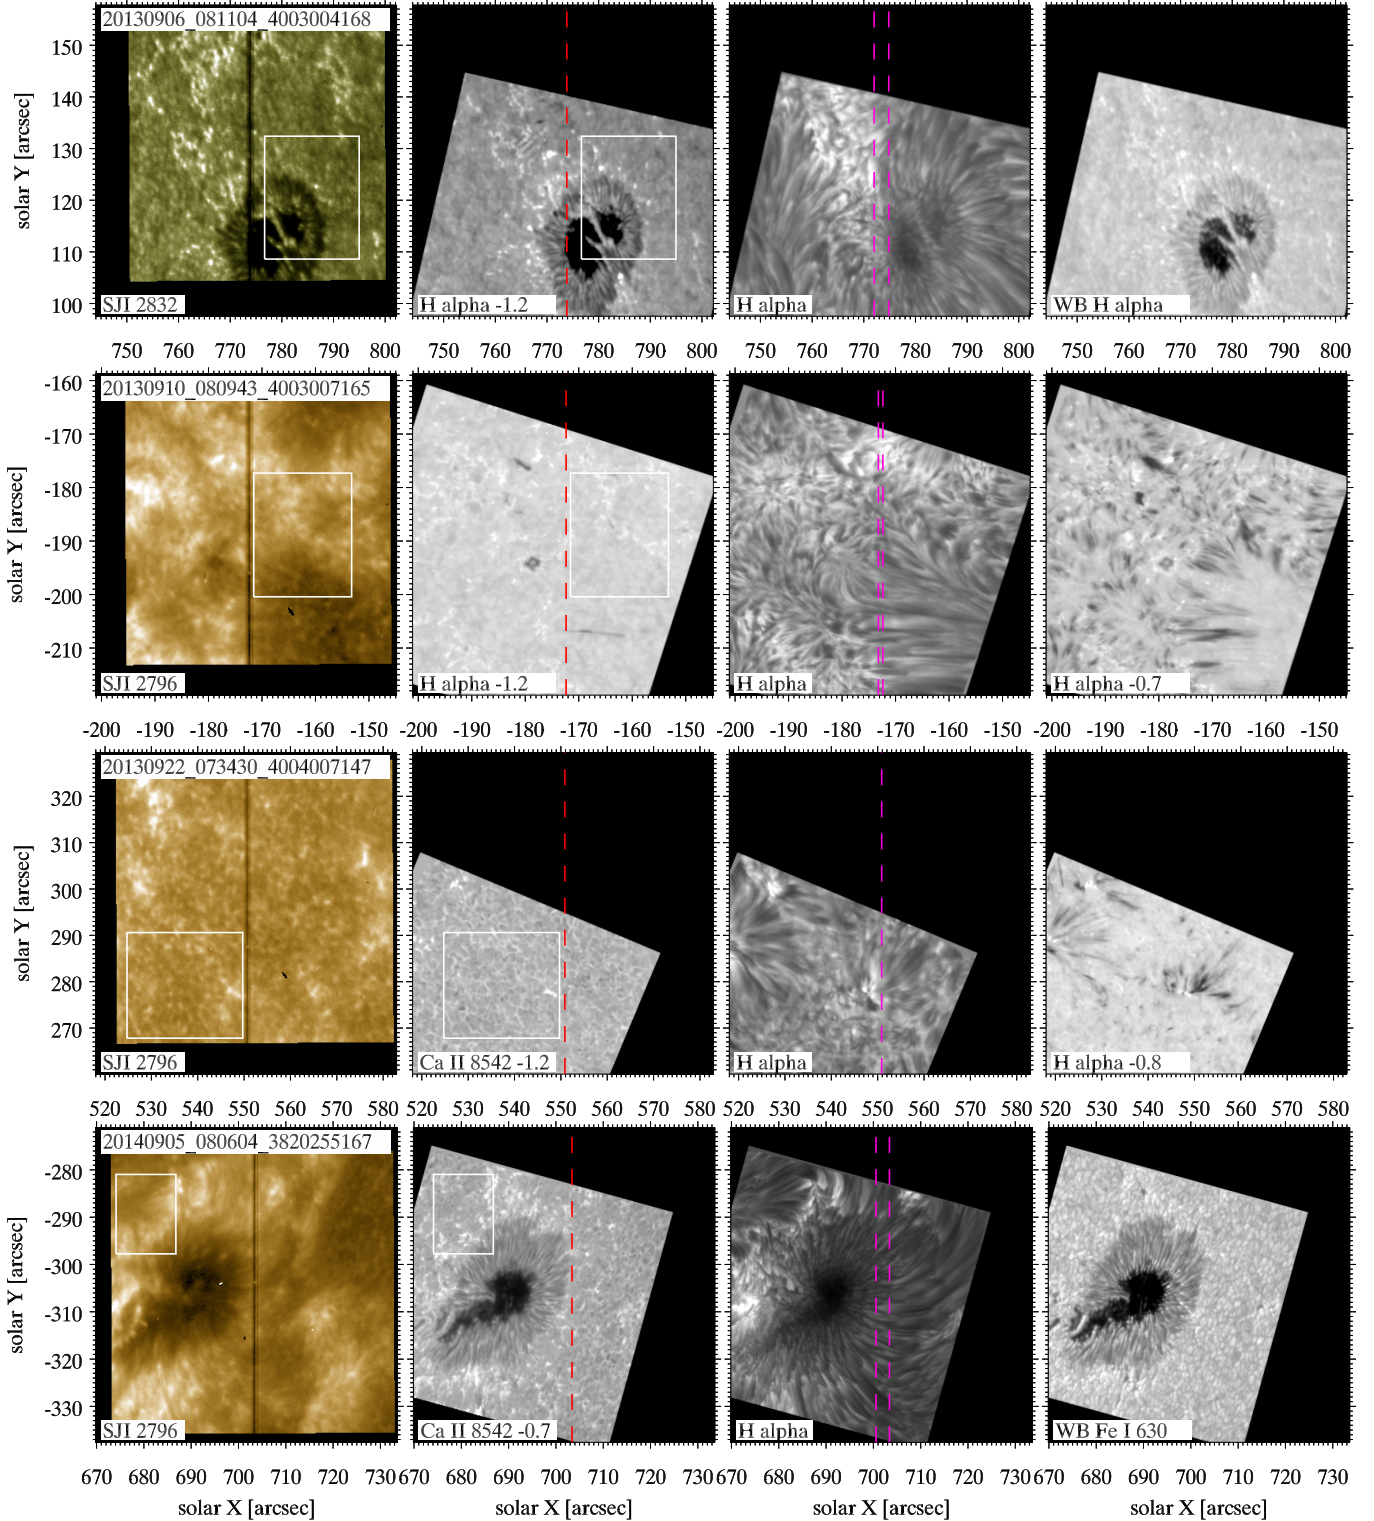 20130906_081104_4003004168
150
140
130
120
110
100
solar Y [arcsec]
SJI 2832
H alpha -1.2
H alpha
WB H alpha
750 760 770 780 790 800 750 760 770 780 790 800 750 760 770 780 790 800 750 760 770 780 790 800
20130910_080943_4003007165
-160
-170
-180
-190
-200
-210
solar Y [arcsec]
SJI 2796
H alpha -1.2
H alpha
H alpha -0.7
-200 -190 -180 -170 -160 -150 -200 -190 -180 -170 -160 -150 -200 -190 -180 -170 -160 -150 -200 -190 -180 -170 -160 -150
20130922_073430_4004007147
320
310
300
290
280
270
solar Y [arcsec]
SJI 2796
Ca II 8542 -1.2
H alpha
H alpha -0.8
520 530 540 550 560 570 580 520 530 540 550 560 570 580 520 530 540 550 560 570 580 520 530 540 550 560 570 580
20140905_080604_3820255167
-280
-290
-300
-310
-320
-330
solar Y [arcsec]
SJI 2796
Ca II 8542 -0.7
H alpha
WB Fe I 630
670 680 690 700 710 720 730 670 680 690 700 710 720 730 670 680 690 700 710 720 730 670 680 690 700 710 720 730
solar X [arcsec] solar X [arcsec] solar X [arcsec] solar X [arcsec]